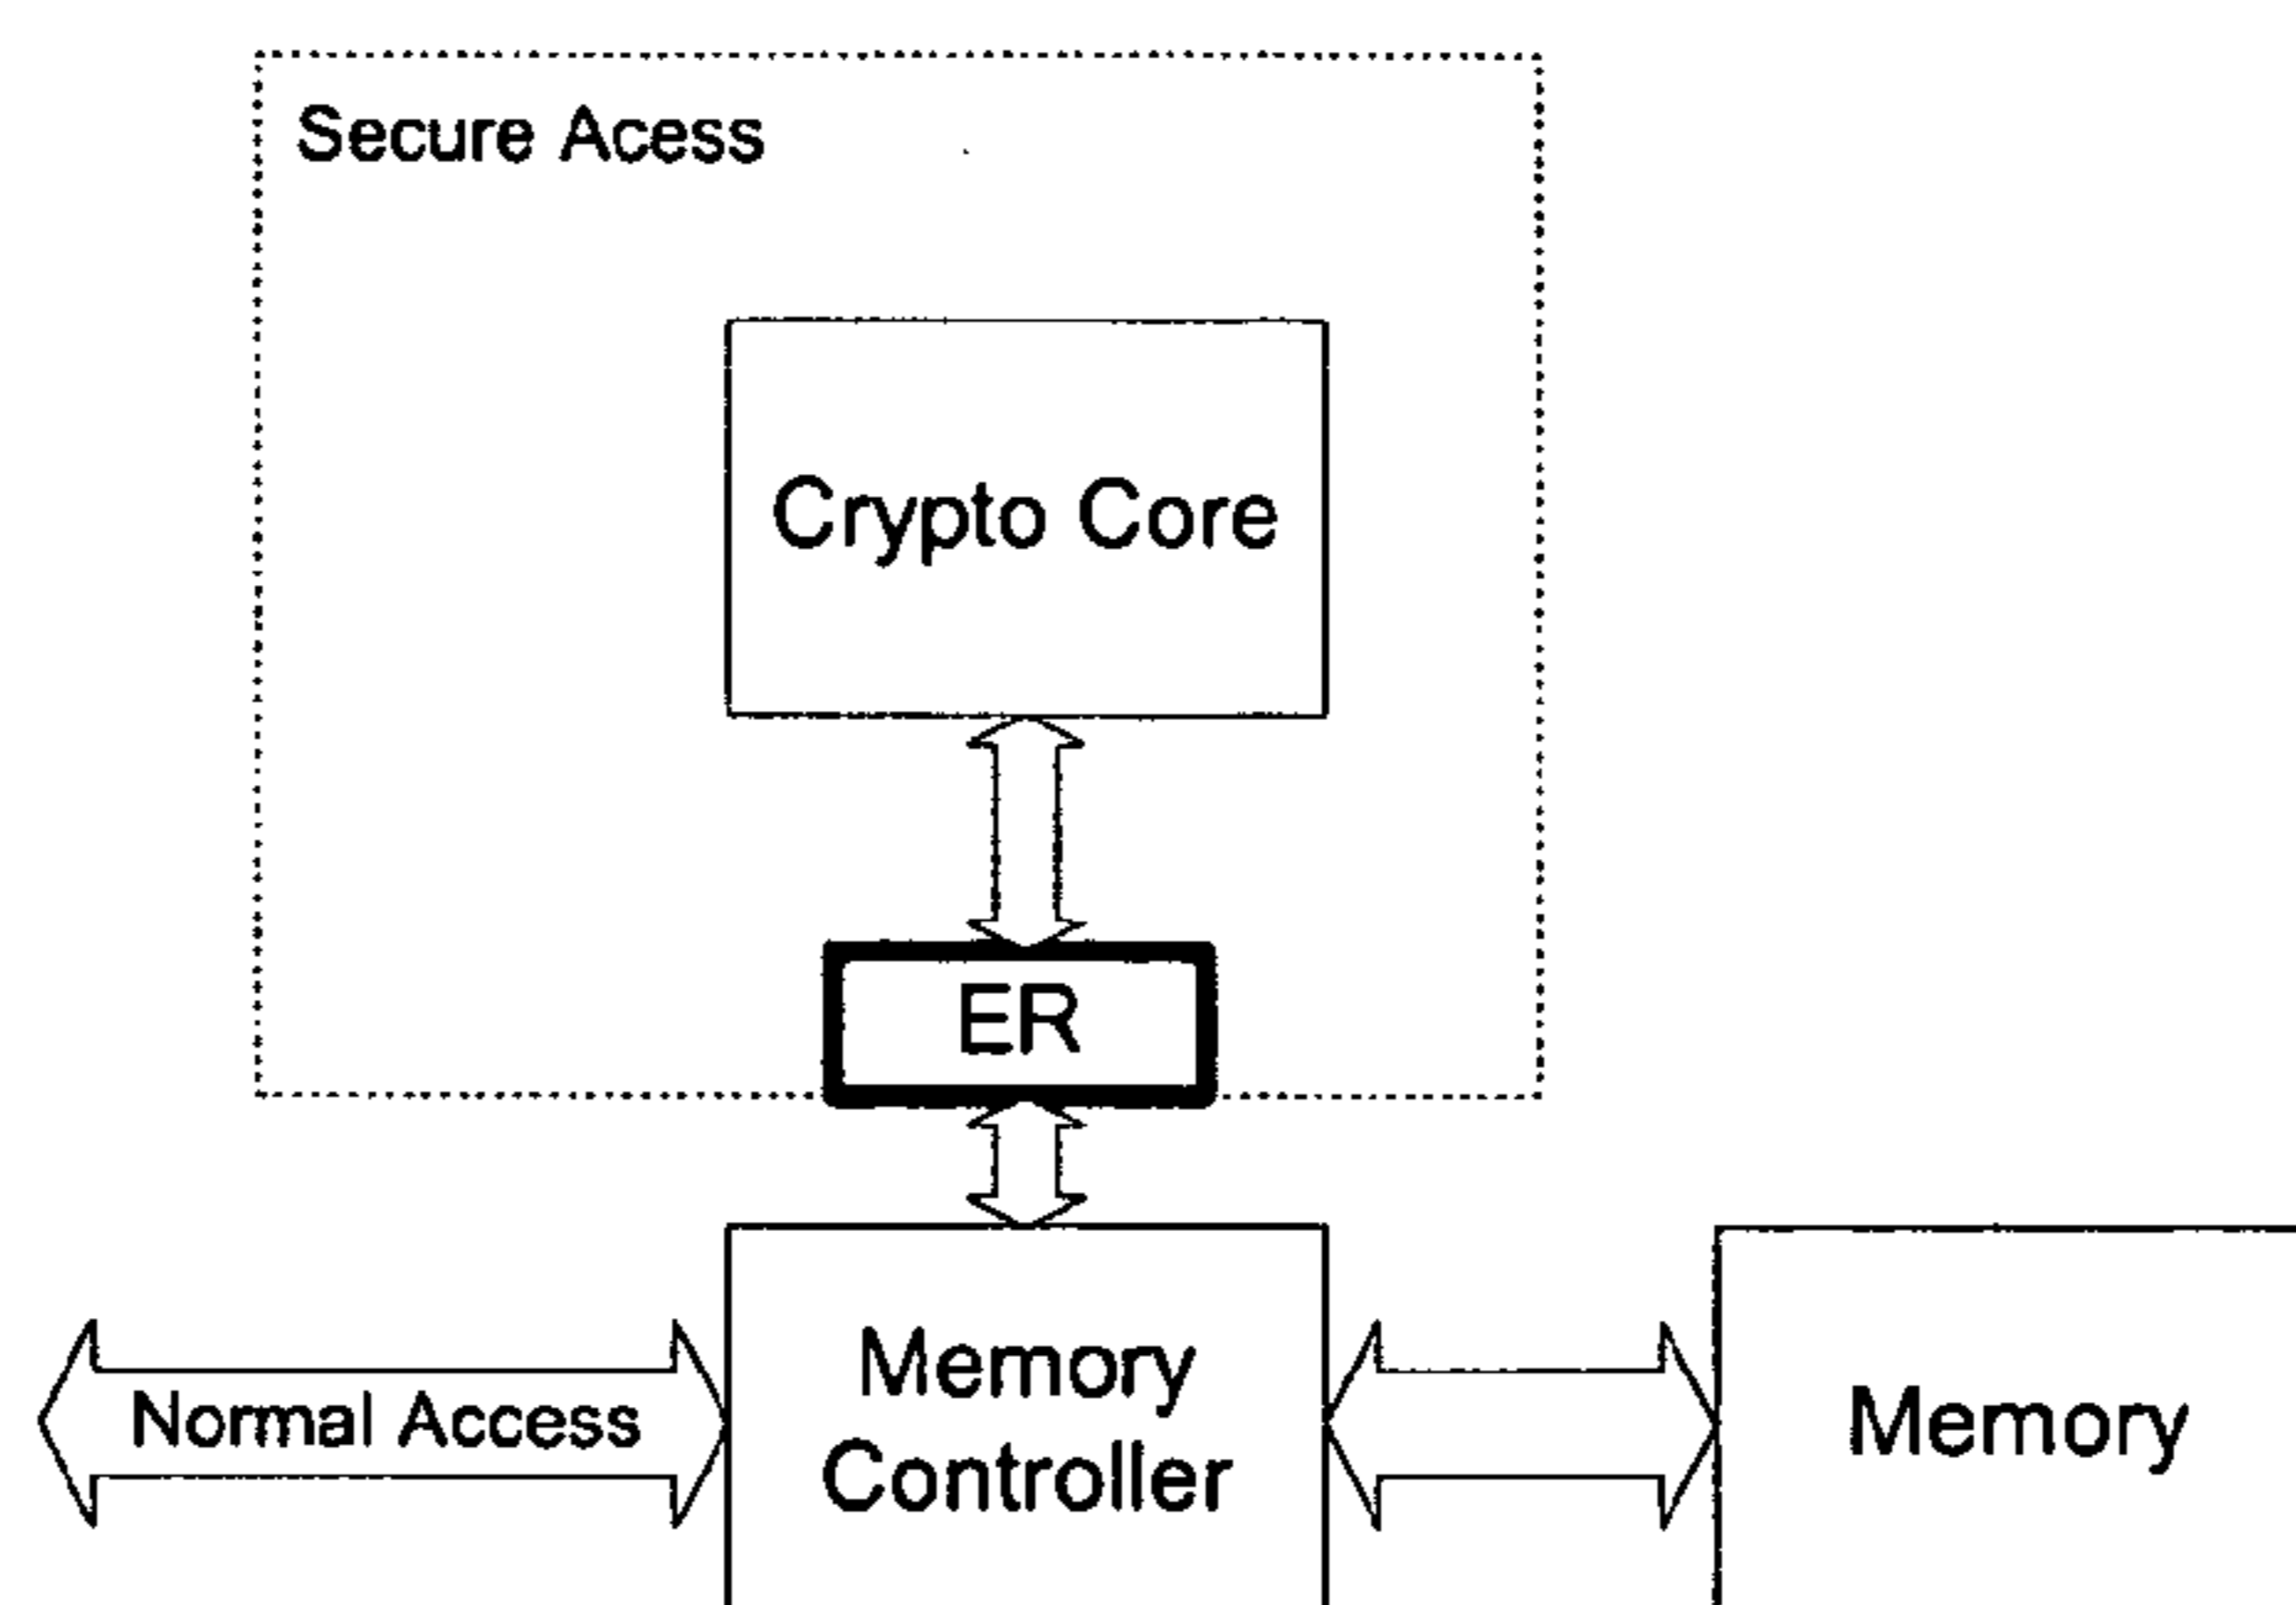 Secure Acess
Crypto Core
ER
Normal Access
Memory
Controller
Memory